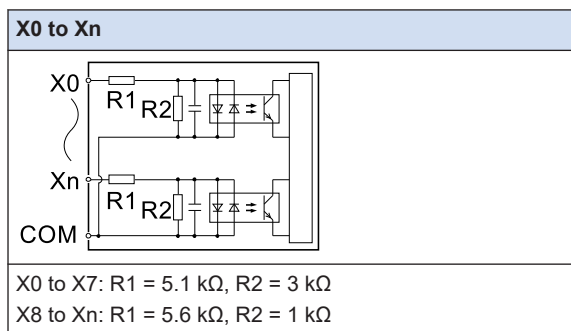 X0 to Xn
X0
R1
R2
Xn
R1
R2
COM
X0 to X7: R1 = 5.1 kΩ, R2 = 3 kΩ
X8 to Xn: R1 = 5.6 kΩ, R2 = 1 kΩ